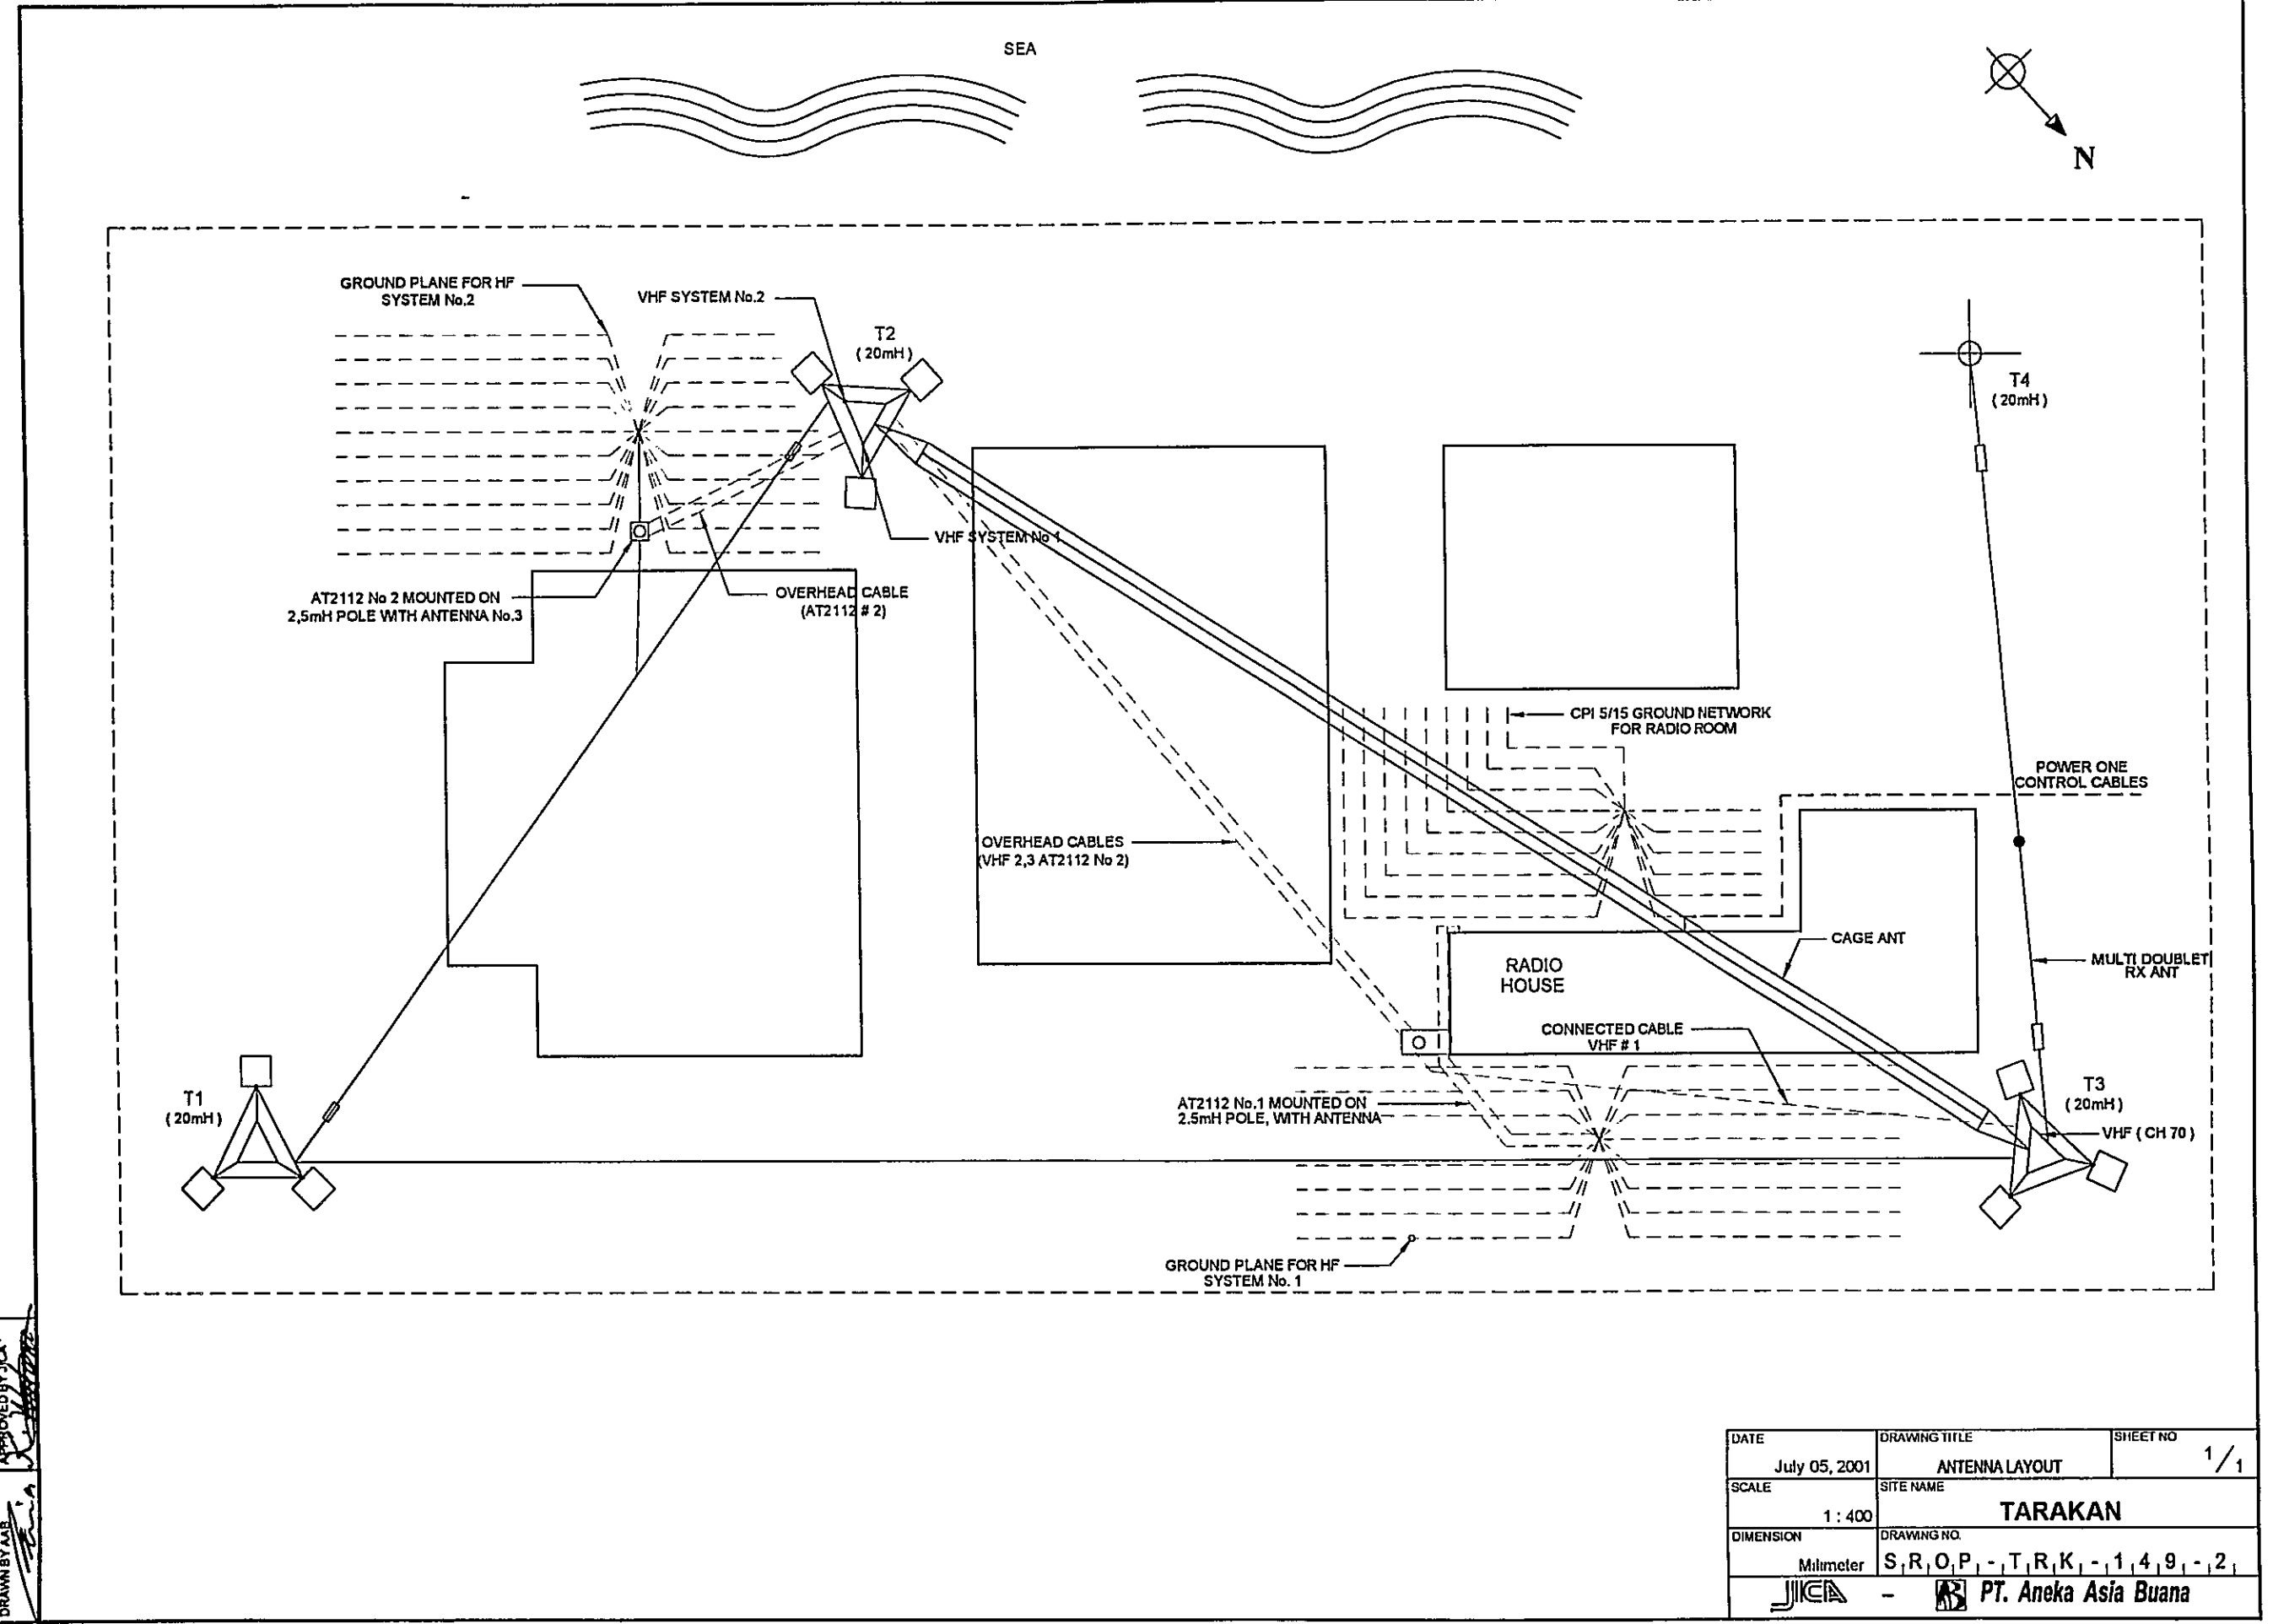 SEA
N
GROUND PLANE FOR HF
SYSTEM No.2
VHF SYSTEM No.2
T2
( 20mH )
T4
( 20mH )
VHF SYSTEM No 1
AT2112 No 2 MOUNTED ON
2,5mH POLE WITH ANTENNA No.3
OVERHEAD CABLE
(AT2112 # 2)
CPI 5/15 GROUND NETWORK
FOR RADIO ROOM
POWER ONE
CONTROL CABLES
OVERHEAD CABLES
(VHF 2,3 AT2112 No 2)
CAGE ANT
MULTI DOUBLET
RX ANT
RADIO
HOUSE
CONNECTED CABLE
VHF # 1
T1
( 20mH )
AT2112 No.1 MOUNTED ON
2.5mH POLE, WITH ANTENNA
T3
( 20mH )
VHF ( CH 70 )
GROUND PLANE FOR HF
SYSTEM No. 1
APPROVED BY JICA
DRAWN BY AAB
DATE
July 05, 2001
DRAWING TITLE
ANTENNA LAYOUT
SHEET NO
1/1
SCALE
1 : 400
SITE NAME
TARAKAN
DIMENSION
Milimeter
DRAWING NO.
SROP-TRK-149-2
JICA - PT. Aneka Asia Buana